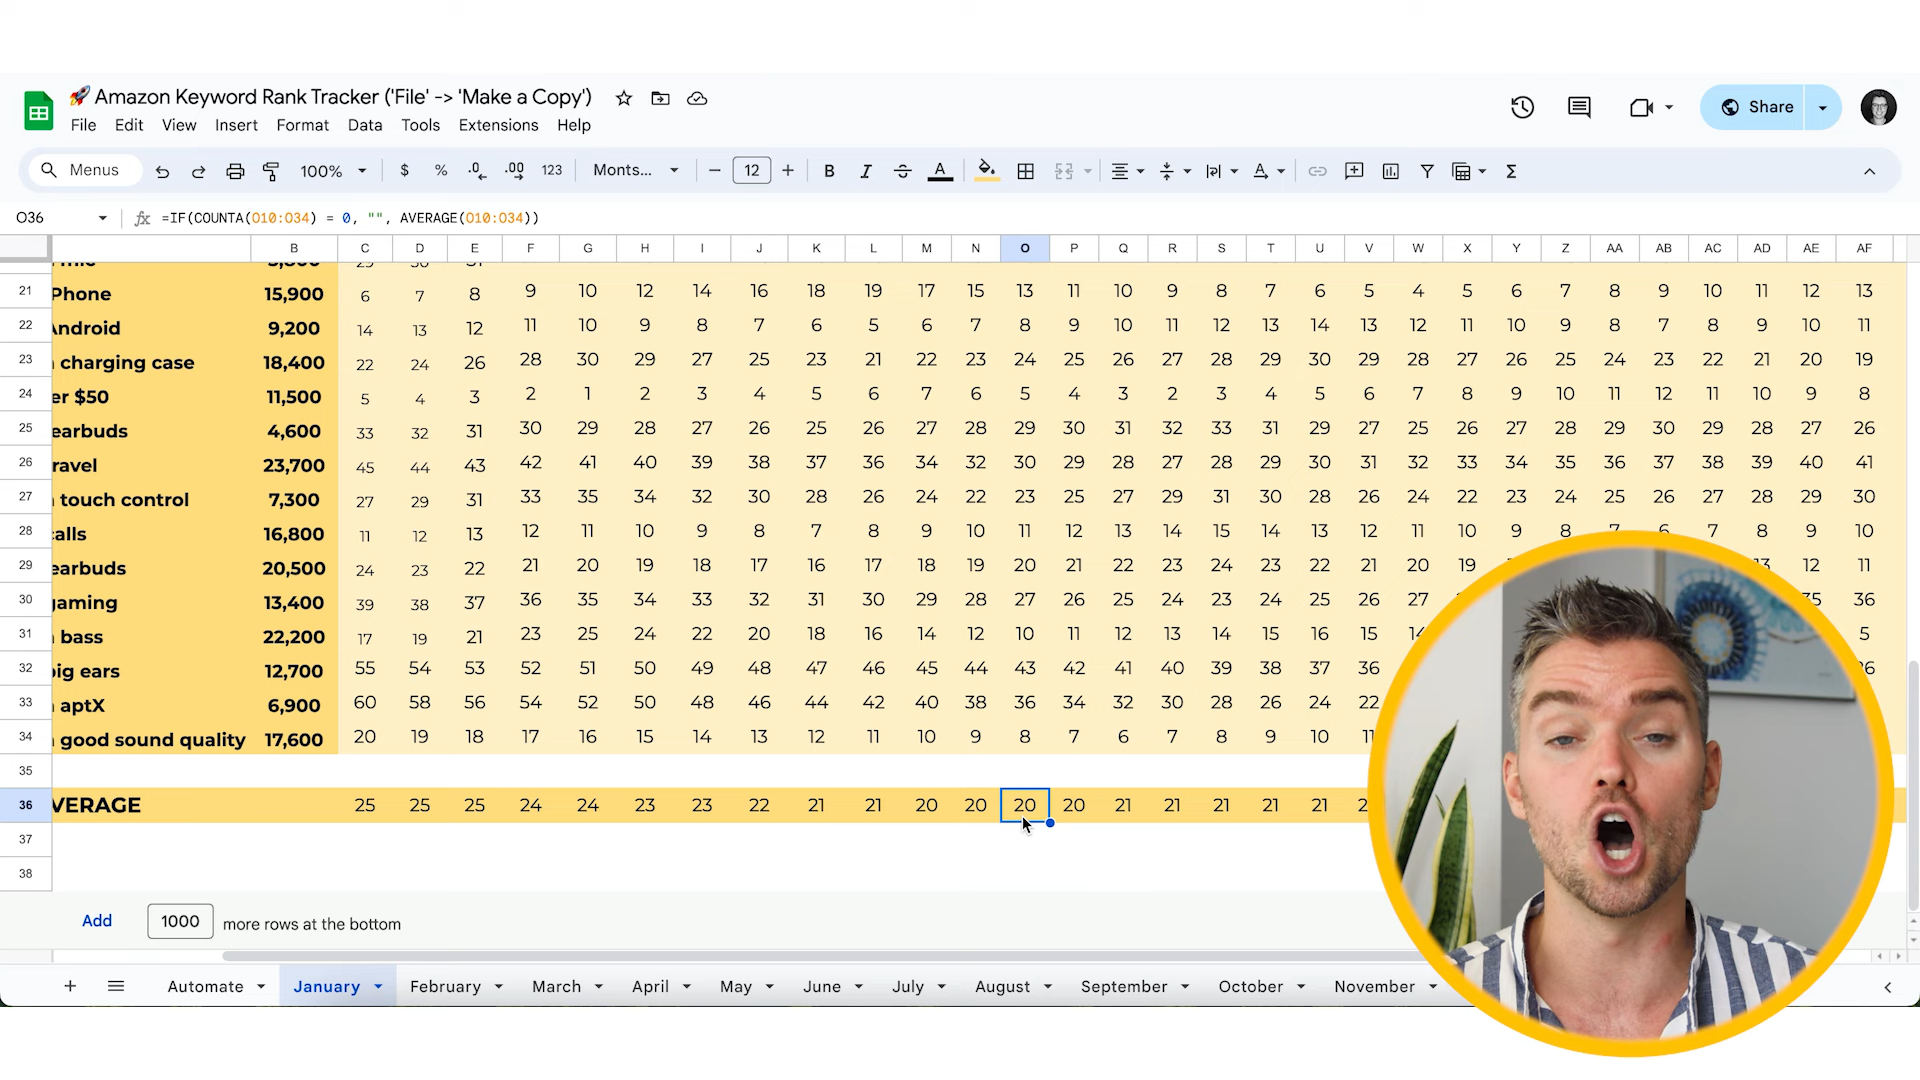 🚀 Amazon Keyword Rank Tracker ('File' -> 'Make a Copy')
File Edit View Insert Format Data Tools Extensions Help
Share
Menus 100% $ % .0 .00 123 Monts... − 12 + B I A Σ
O36 fx =IF(COUNTA(O10:O34) = 0, "", AVERAGE(O10:O34))
B C D E F G H I J K L M N O P Q R S T U V W X Y Z AA AB AC AD AE AF
21 Phone 15,900 6 7 8 9 10 12 14 16 18 19 17 15 13 11 10 9 8 7 6 5 4 5 6 7 8 9 10 11 12 13
22 Android 9,200 14 13 12 11 10 9 8 7 6 5 6 7 8 9 10 11 12 13 14 13 12 11 10 9 8 7 8 9 10 11
23 charging case 18,400 22 24 26 28 30 29 27 25 23 21 22 23 24 25 26 27 28 29 30 29 28 27 26 25 24 23 22 21 20 19
24 er $50 11,500 5 4 3 2 1 2 3 4 5 6 7 6 5 4 3 2 3 4 5 6 7 8 9 10 11 12 11 10 9 8
25 earbuds 4,600 33 32 31 30 29 28 27 26 25 26 27 28 29 30 31 32 33 31 29 27 25 26 27 28 29 30 29 28 27 26
26 ravel 23,700 45 44 43 42 41 40 39 38 37 36 34 32 30 29 28 27 28 29 30 31 32 33 34 35 36 37 38 39 40 41
27 touch control 7,300 27 29 31 33 35 34 32 30 28 26 24 22 23 25 27 29 31 30 28 26 24 22 23 24 25 26 27 28 29 30
28 calls 16,800 11 12 13 12 11 10 9 8 7 8 9 10 11 12 13 14 15 14 13 12 11 10 9 8 7 6 7 8 9 10
29 earbuds 20,500 24 23 22 21 20 19 18 17 16 17 18 19 20 21 22 23 24 23 22 21 20 19 13 12 11
30 gaming 13,400 39 38 37 36 35 34 33 32 31 30 29 28 27 26 25 24 23 24 25 26 27 35 36
31 bass 22,200 17 19 21 23 25 24 22 20 18 16 14 12 10 11 12 13 14 15 16 15 14 5
32 big ears 12,700 55 54 53 52 51 50 49 48 47 46 45 44 43 42 41 40 39 38 37 36
33 aptX 6,900 60 58 56 54 52 50 48 46 44 42 40 38 36 34 32 30 28 26 24 22
34 good sound quality 17,600 20 19 18 17 16 15 14 13 12 11 10 9 8 7 6 7 8 9 10 11
35
36 VERAGE 25 25 25 24 24 23 23 22 21 21 20 20 20 20 21 21 21 21 21
37
38
Add 1000 more rows at the bottom
Automate January February March April May June July August September October November